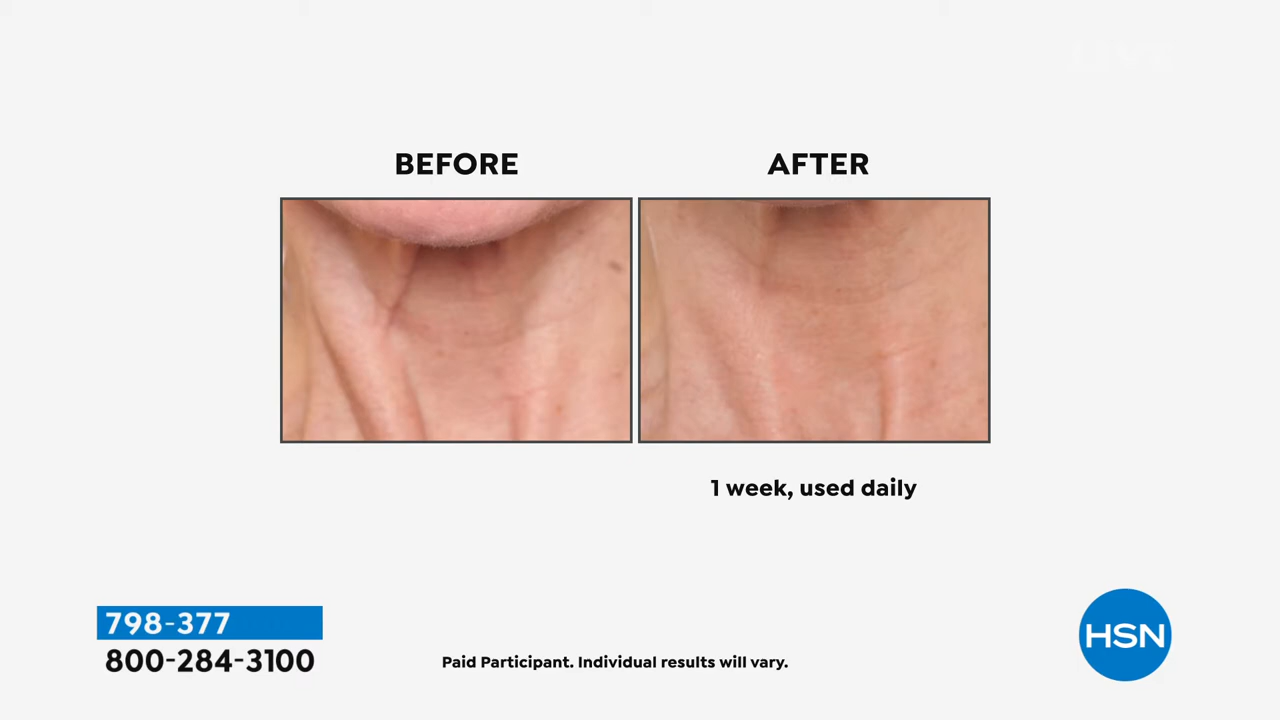 BEFORE
AFTER
1 week, used daily
798-377
800-284-3100
Paid Participant. Individual results will vary.
HSN